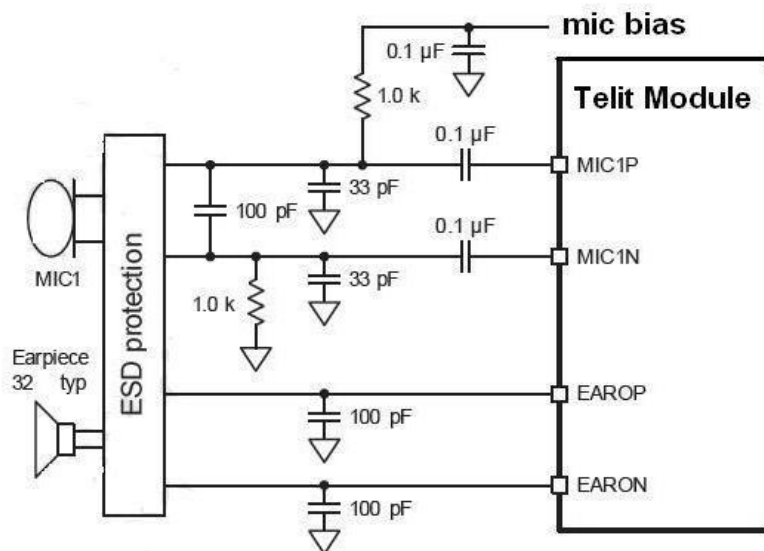 mic bias
0.1 µF
1.0 k
Telit Module
0.1 µF
MIC1P
33 pF
100 pF
0.1 µF
MIC1N
MIC1
33 pF
1.0 k
ESD protection
Earpiece
32 typ
EAROP
100 pF
EARON
100 pF